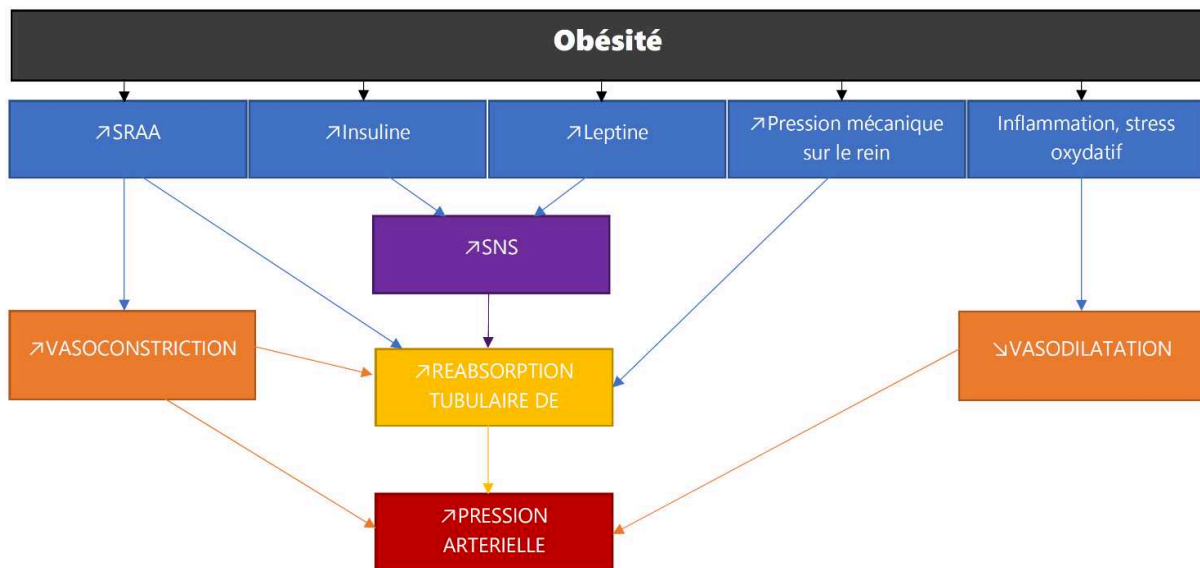 Obésité
↗SRAA
↗Insuline
↗Leptine
↗Pression mécanique
sur le rein
Inflammation, stress
oxydatif
↗SNS
↗VASOCONSTRICTION
↗REABSORPTION
TUBULAIRE DE
↘VASODILATATION
↗PRESSION
ARTERIELLE